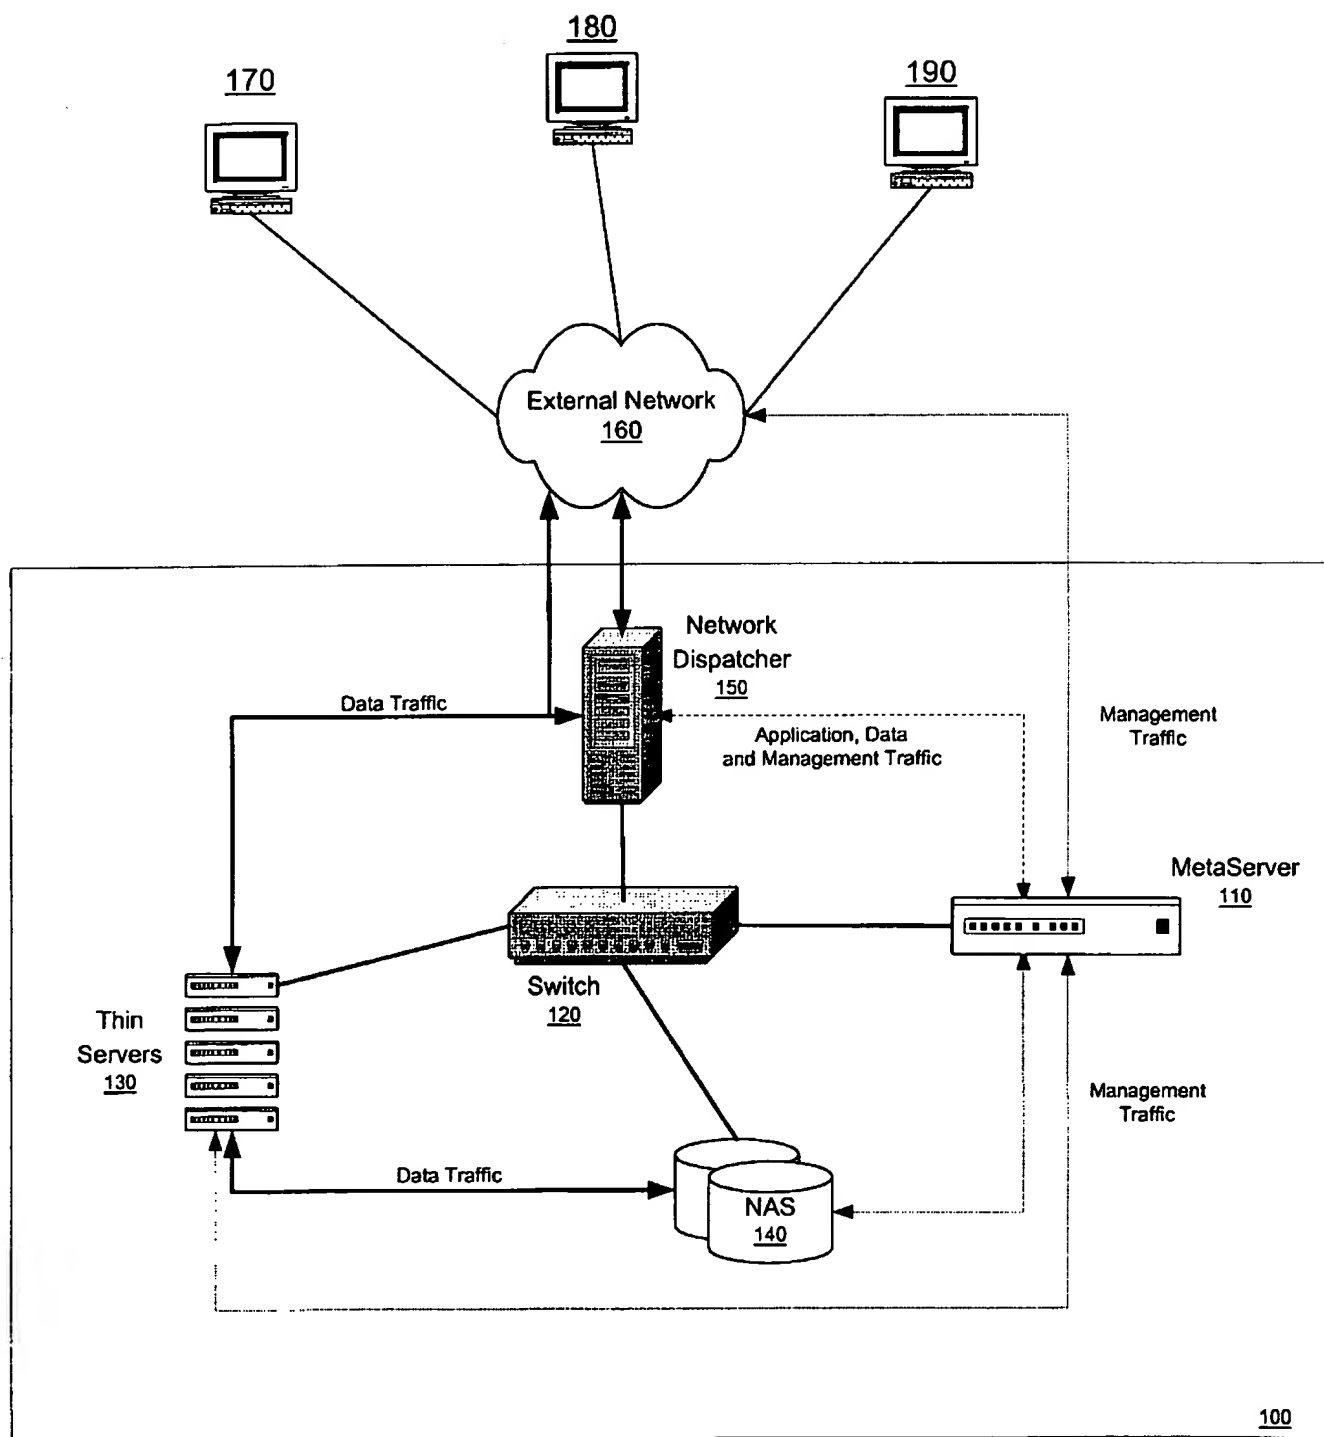 180
170
190
External Network
160
Network
Dispatcher
150
Data Traffic
Application, Data
and Management Traffic
Management
Traffic
MetaServer
110
Switch
120
Thin
Servers
130
Management
Traffic
Data Traffic
NAS
140
100